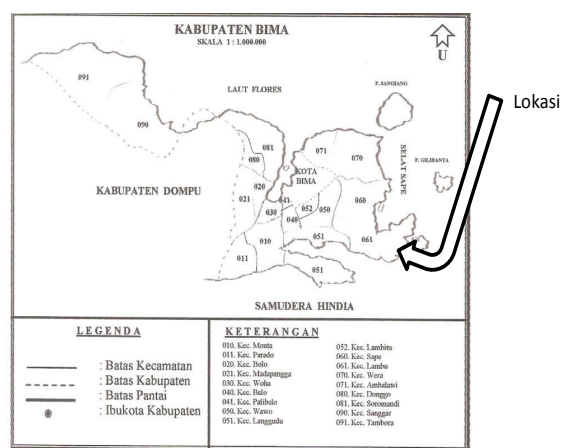 KABUPATEN BIMA
SKALA 1 : 1.000.000
U
Lokasi
091
090
LAUT FLORES
P. SANGIANG
081
080
071
070
SELAT SAPE
KOTA
BIMA
P. GILIBANTA
KABUPATEN DOMPU
020
021
041
052
050
060
030
040
010
051
061
011
051
SAMUDERA HINDIA
LEGENDA
: Batas Kecamatan
: Batas Kabupaten
: Batas Pantai
: Ibukota Kabupaten
KETERANGAN
010. Kec. Monta
011. Kec. Parado
020. Kec. Bolo
021. Kec. Madapangga
030. Kec. Woha
040. Kec. Belo
041. Kec. Palibelo
050. Kec. Wawo
051. Kec. Langgudu
052. Kec. Lambitu
060. Kec. Sape
061. Kec. Lambu
070. Kec. Wera
071. Kec. Ambalawi
080. Kec. Donggo
081. Kec. Soromandi
090. Kec. Sanggar
091. Kec. Tambora